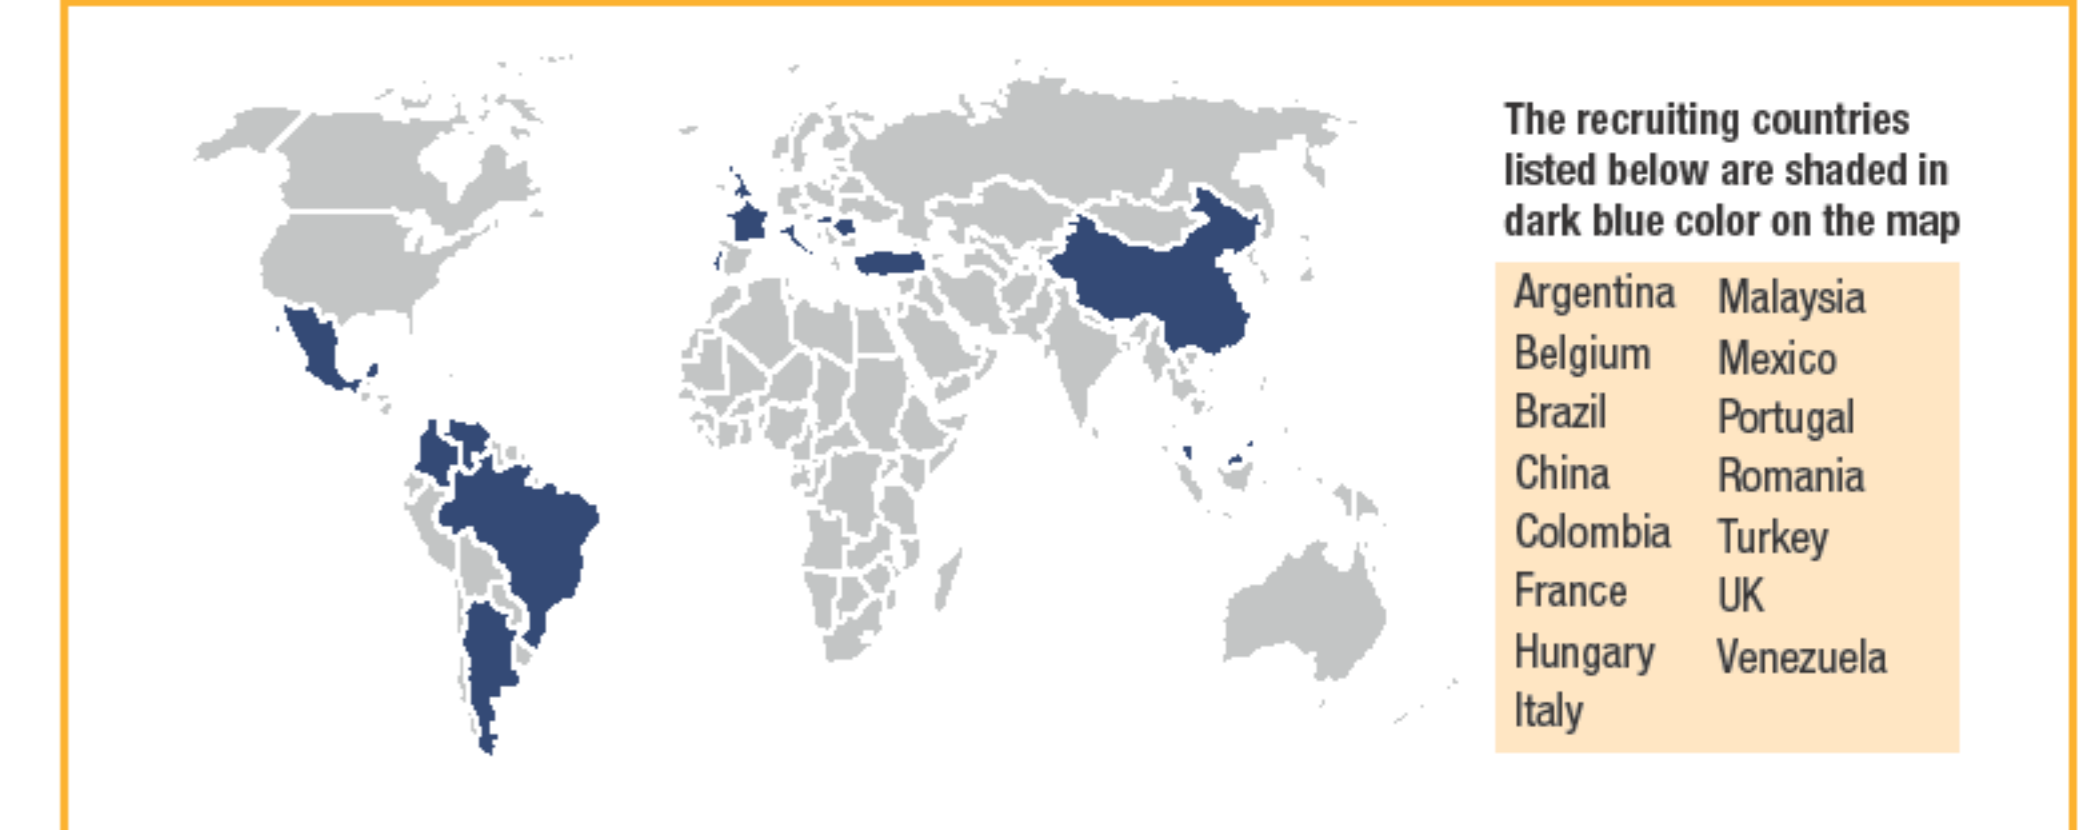 The recruiting countries
listed below are shaded in
dark blue color on the map
Argentina
Belgium
Brazil
China
Colombia
France
Hungary
Italy
Malaysia
Mexico
Portugal
Romania
Turkey
UK
Venezuela